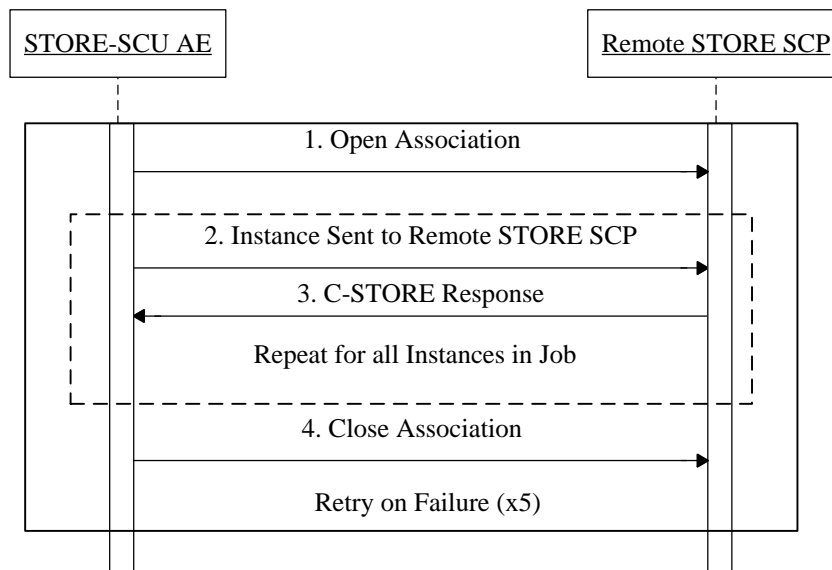 STORE-SCU AE
Remote STORE SCP
1. Open Association
2. Instance Sent to Remote STORE SCP
3. C-STORE Response
Repeat for all Instances in Job
4. Close Association
Retry on Failure (x5)